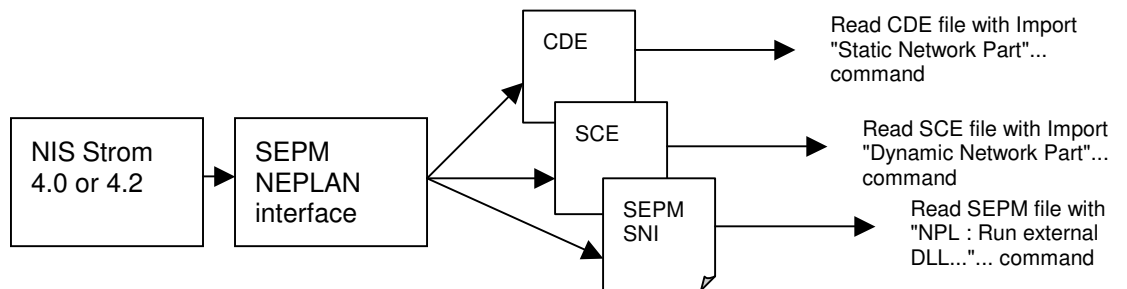 NIS Strom
4.0 or 4.2
SEPM
NEPLAN
interface
CDE
Read CDE file with Import
"Static Network Part"...
command
SCE
Read SCE file with Import
"Dynamic Network Part"...
command
SEPM
SNI
Read SEPM file with
"NPL : Run external
DLL..."... command